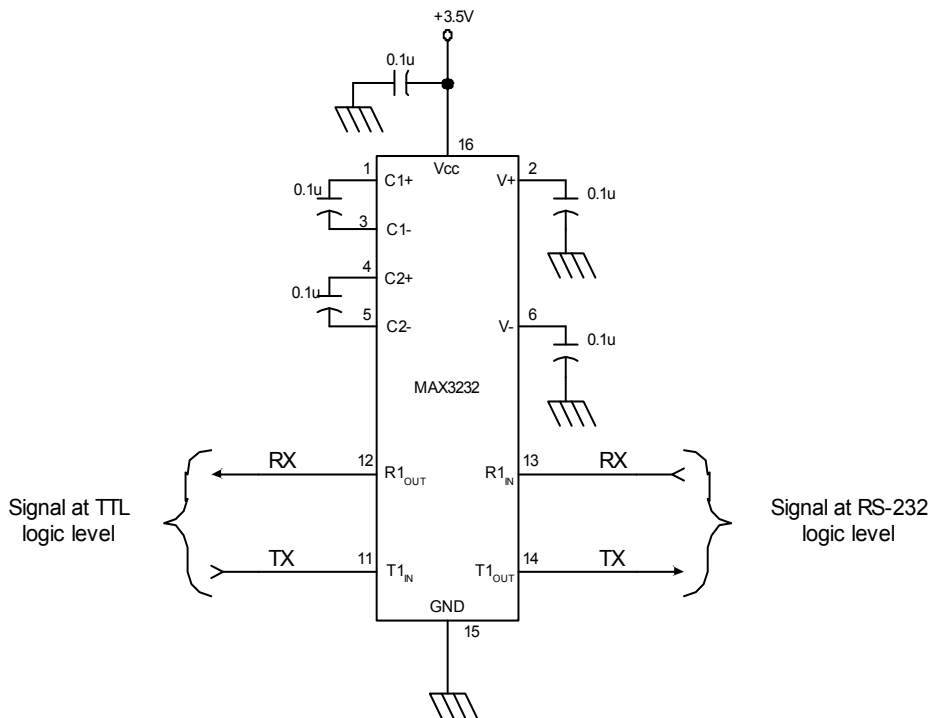 +3.5V
0.1u
16
Vcc
1
C1+
V+
2
0.1u
0.1u
3
C1-
4
C2+
0.1u
5
C2-
V-
6
0.1u
MAX3232
RX
12
R1OUT
R1IN
13
RX
Signal at TTL
logic level
Signal at RS-232
logic level
TX
11
T1IN
T1OUT
14
TX
GND
15